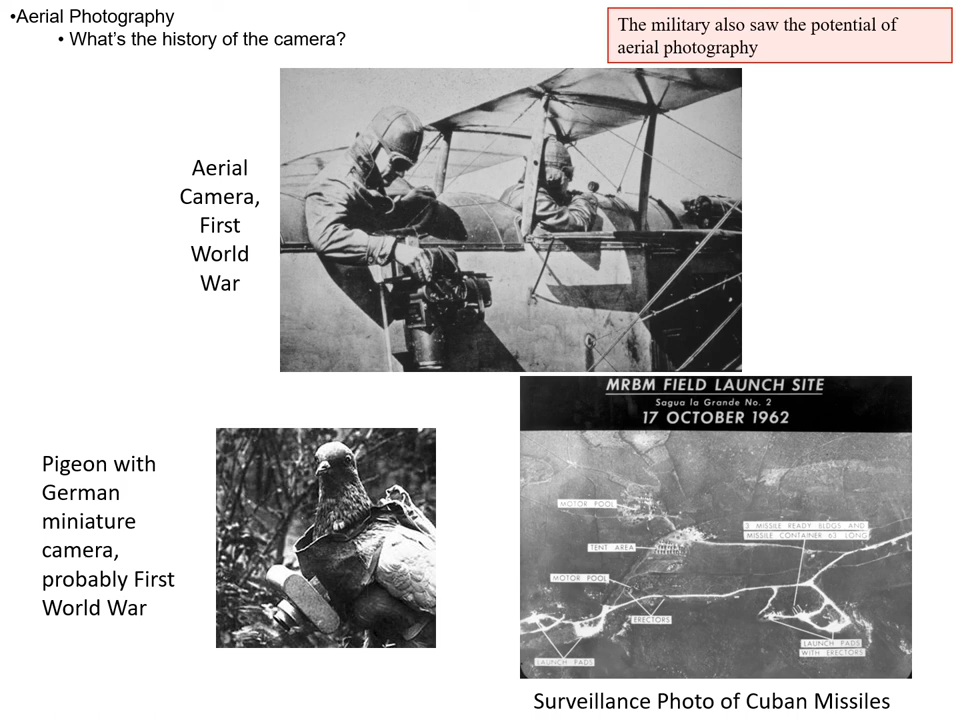 •Aerial Photography
• What's the history of the camera?
The military also saw the potential of
aerial photography
Aerial
Camera,
First
World
War
Pigeon with
German
miniature
camera,
probably First
World War
MRBM FIELD LAUNCH SITE
Sagua la Grande No. 2
17 OCTOBER 1962
MOTOR POOL
3 MISSILE READY BLDGS AND
MISSILE CONTAINER 63' LONG
TENT AREA
MOTOR POOL
ERECTORS
LAUNCH PADS
WITH ERECTORS
LAUNCH PADS
Surveillance Photo of Cuban Missiles